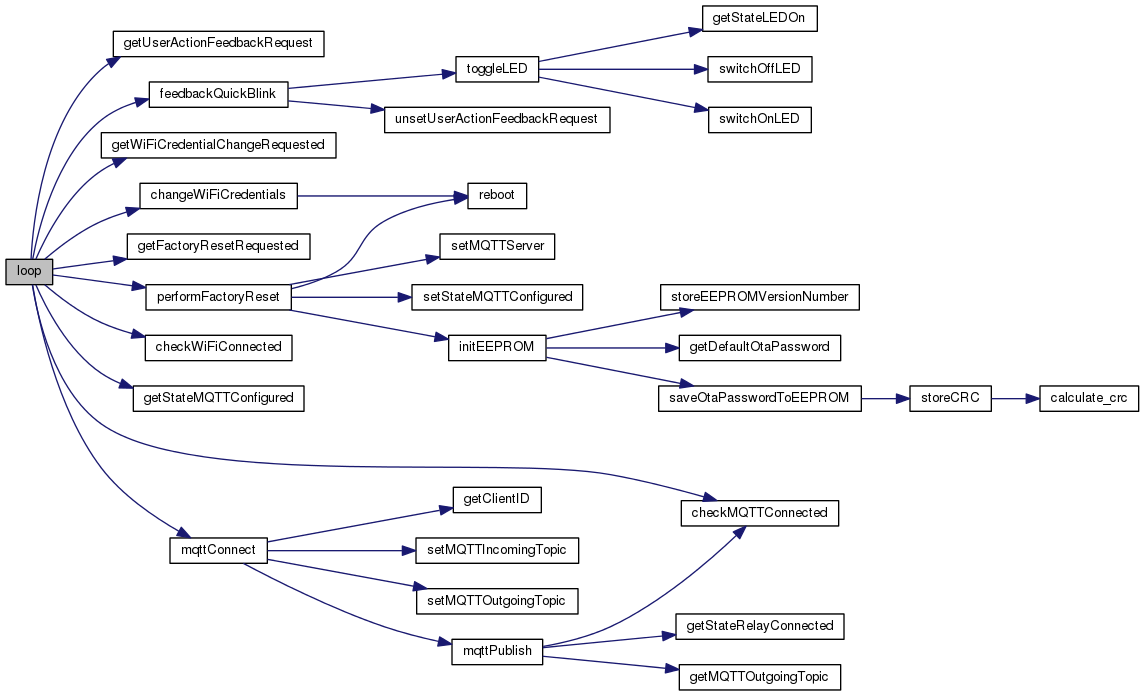 getStateLEDOn
getUserActionFeedbackRequest
toggleLED
switchOffLED
feedbackQuickBlink
unsetUserActionFeedbackRequest
switchOnLED
getWiFiCredentialChangeRequested
changeWiFiCredentials
reboot
getFactoryResetRequested
setMQTTServer
loop
performFactoryReset
setStateMQTTConfigured
storeEEPROMVersionNumber
checkWiFiConnected
initEEPROM
getDefaultOtaPassword
getStateMQTTConfigured
saveOtaPasswordToEEPROM
storeCRC
calculate_crc
getClientID
checkMQTTConnected
mqttConnect
setMQTTIncomingTopic
setMQTTOutgoingTopic
mqttPublish
getStateRelayConnected
getMQTTOutgoingTopic